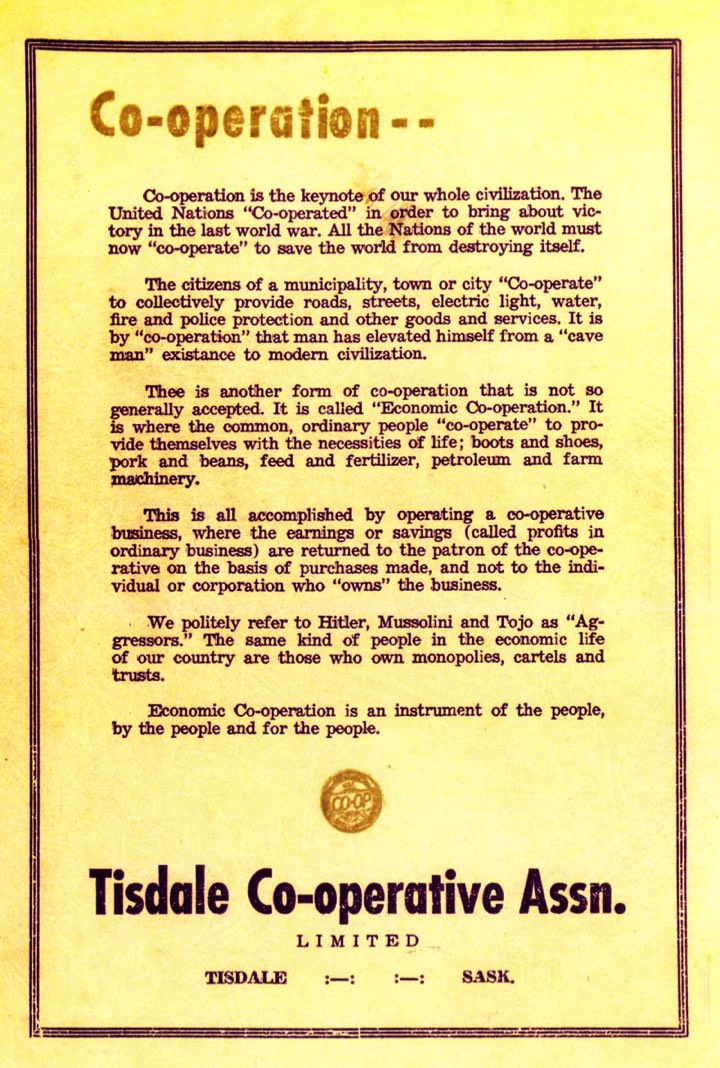 Co-operation--
Co-operation is the keynote of our whole civilization. The
United Nations “Co-operated” in order to bring about vic-
tory in the last world war. All the Nations of the world must
now “co-operate” to save the world from destroying itself.
The citizens of a municipality, town or city “Co-operate”
to collectively provide roads, streets, electric light, water,
fire and police protection and other goods and services. It is
by “co-operation” that man has elevated himself from a “cave
man” existance to modern civilization.
Thee is another form of co-operation that is not so
generally accepted. It is called “Economic Co-operation.” It
is where the common, ordinary people “co-operate” to pro-
vide themselves with the necessities of life; boots and shoes,
pork and beans, feed and fertilizer, petroleum and farm
machinery.
This is all accomplished by operating a co-operative
business, where the earnings or savings (called profits in
ordinary business) are returned to the patron of the co-ope-
rative on the basis of purchases made, and not to the indi-
vidual or corporation who “owns” the business.
We politely refer to Hitler, Mussolini and Tojo as “Ag-
gressors.” The same kind of people in the economic life
of our country are those who own monopolies, cartels and
trusts.
Economic Co-operation is an instrument of the people,
by the people and for the people.
CO-OP
Tisdale Co-operative Assn.
LIMITED
TISDALE :—: :—: SASK.